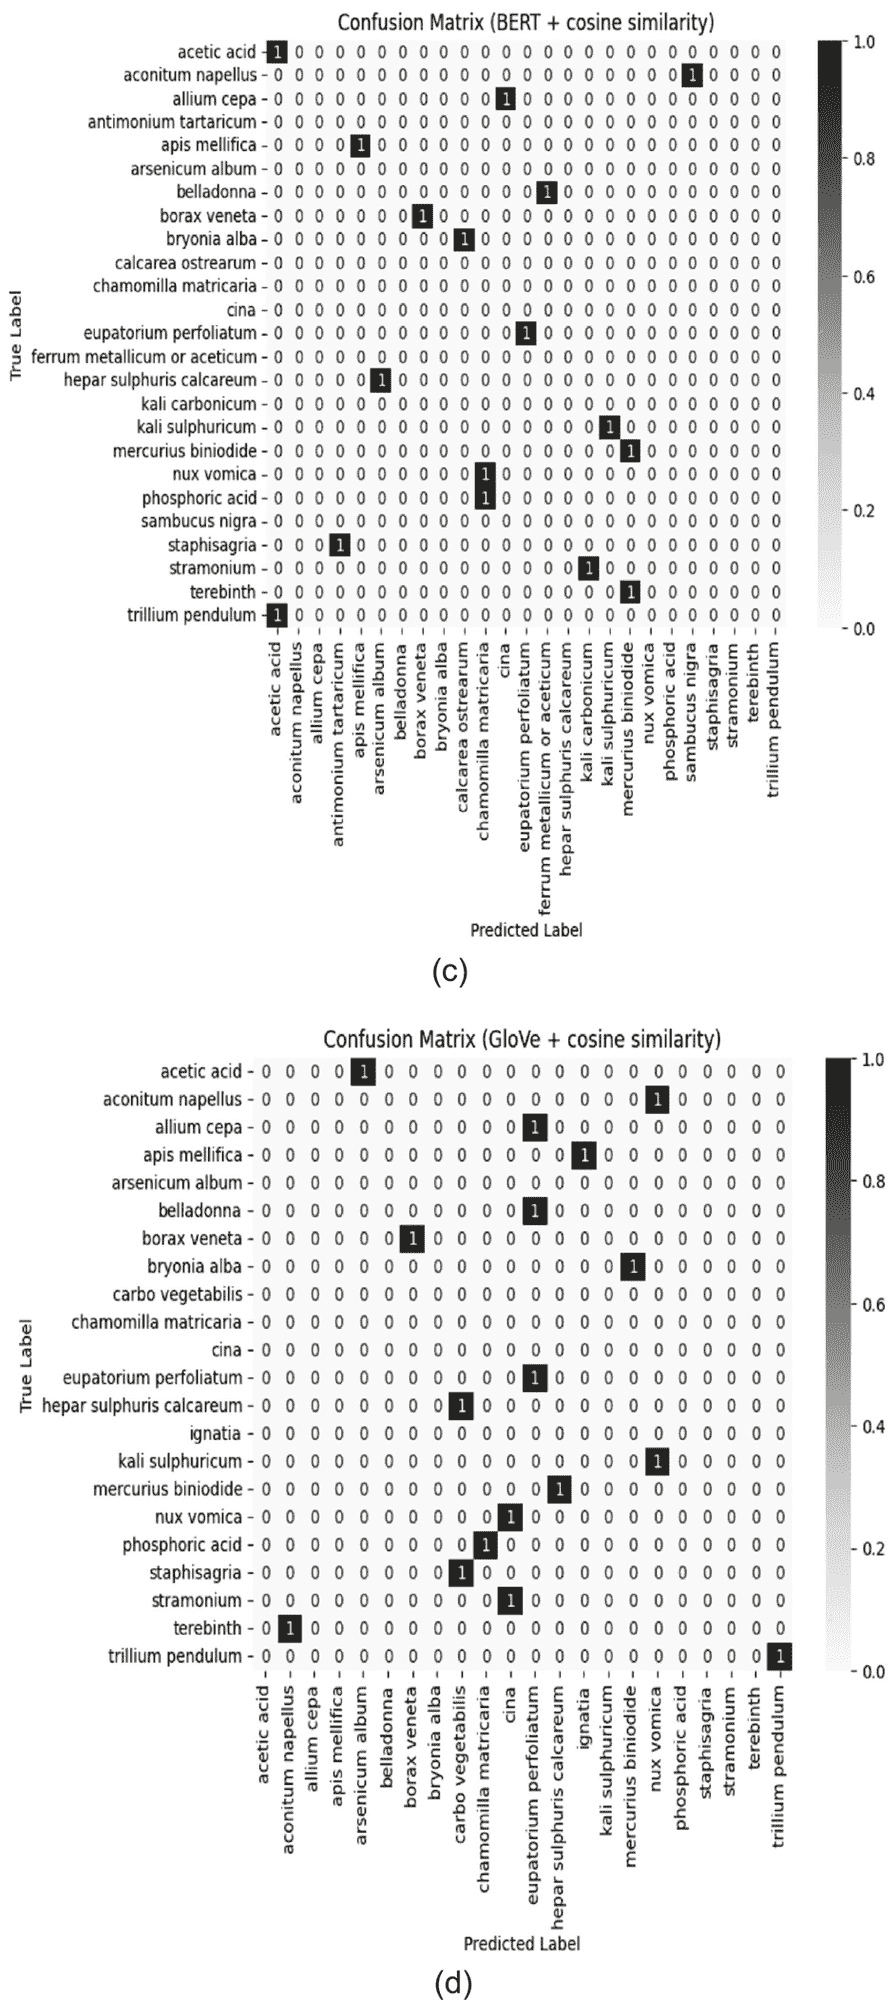 Confusion Matrix (BERT + cosine similarity)
True Label
acetic acid 1 0 0 0 0 0 0 0 0 0 0 0 0 0 0 0 0 0 0 0 0 0 0 0 0
aconitum napellus 0 0 0 0 0 0 0 0 0 0 0 0 0 0 0 0 0 0 0 0 1 0 0 0 0
allium cepa 0 0 0 0 0 0 0 0 0 0 0 1 0 0 0 0 0 0 0 0 0 0 0 0 0
antimonium tartaricum 0 0 0 0 0 0 0 0 0 0 0 0 0 0 0 0 0 0 0 0 0 0 0 0 0
apis mellifica 0 0 0 0 1 0 0 0 0 0 0 0 0 0 0 0 0 0 0 0 0 0 0 0 0
arsenicum album 0 0 0 0 0 0 0 0 0 0 0 0 0 0 0 0 0 0 0 0 0 0 0 0 0
belladonna 0 0 0 0 0 0 0 0 0 0 0 0 0 1 0 0 0 0 0 0 0 0 0 0 0
borax veneta 0 0 0 0 0 0 0 1 0 0 0 0 0 0 0 0 0 0 0 0 0 0 0 0 0
bryonia alba 0 0 0 0 0 0 0 0 0 1 0 0 0 0 0 0 0 0 0 0 0 0 0 0 0
calcarea ostrearum 0 0 0 0 0 0 0 0 0 0 0 0 0 0 0 0 0 0 0 0 0 0 0 0 0
chamomilla matricaria 0 0 0 0 0 0 0 0 0 0 0 0 0 0 0 0 0 0 0 0 0 0 0 0 0
cina 0 0 0 0 0 0 0 0 0 0 0 0 0 0 0 0 0 0 0 0 0 0 0 0 0
eupatorium perfoliatum 0 0 0 0 0 0 0 0 0 0 0 0 1 0 0 0 0 0 0 0 0 0 0 0 0
ferrum metallicum or aceticum 0 0 0 0 0 0 0 0 0 0 0 0 0 0 0 0 0 0 0 0 0 0 0 0 0
hepar sulphuris calcareum 0 0 0 0 0 1 0 0 0 0 0 0 0 0 0 0 0 0 0 0 0 0 0 0 0
kali carbonicum 0 0 0 0 0 0 0 0 0 0 0 0 0 0 0 0 0 0 0 0 0 0 0 0 0
kali sulphuricum 0 0 0 0 0 0 0 0 0 0 0 0 0 0 0 0 1 0 0 0 0 0 0 0 0
mercurius biniodide 0 0 0 0 0 0 0 0 0 0 0 0 0 0 0 0 0 1 0 0 0 0 0 0 0
nux vomica 0 0 0 0 0 0 0 0 0 0 1 0 0 0 0 0 0 0 0 0 0 0 0 0 0
phosphoric acid 0 0 0 0 0 0 0 0 0 0 1 0 0 0 0 0 0 0 0 0 0 0 0 0 0
sambucus nigra 0 0 0 0 0 0 0 0 0 0 0 0 0 0 0 0 0 0 0 0 0 0 0 0 0
staphisagria 0 0 0 1 0 0 0 0 0 0 0 0 0 0 0 0 0 0 0 0 0 0 0 0 0
stramonium 0 0 0 0 0 0 0 0 0 0 0 0 0 0 0 1 0 0 0 0 0 0 0 0 0
terebinth 0 0 0 0 0 0 0 0 0 0 0 0 0 0 0 0 0 1 0 0 0 0 0 0 0
trillium pendulum 1 0 0 0 0 0 0 0 0 0 0 0 0 0 0 0 0 0 0 0 0 0 0 0 0
1.0
0.8
0.6
0.4
0.2
0.0
acetic acid
aconitum napellus
allium cepa
antimonium tartaricum
apis mellifica
arsenicum album
belladonna
borax veneta
bryonia alba
calcarea ostrearum
chamomilla matricaria
cina
eupatorium perfoliatum
ferrum metallicum or aceticum
hepar sulphuris calcareum
kali carbonicum
kali sulphuricum
mercurius biniodide
nux vomica
phosphoric acid
sambucus nigra
staphisagria
stramonium
terebinth
trillium pendulum
Predicted Label
(c)
Confusion Matrix (GloVe + cosine similarity)
True Label
acetic acid 0 0 0 0 1 0 0 0 0 0 0 0 0 0 0 0 0 0 0 0 0 0
aconitum napellus 0 0 0 0 0 0 0 0 0 0 0 0 0 0 0 0 1 0 0 0 0 0
allium cepa 0 0 0 0 0 0 0 0 0 0 0 1 0 0 0 0 0 0 0 0 0 0
apis mellifica 0 0 0 0 0 0 0 0 0 0 0 0 0 1 0 0 0 0 0 0 0 0
arsenicum album 0 0 0 0 0 0 0 0 0 0 0 0 0 0 0 0 0 0 0 0 0 0
belladonna 0 0 0 0 0 0 0 0 0 0 0 1 0 0 0 0 0 0 0 0 0 0
borax veneta 0 0 0 0 0 0 1 0 0 0 0 0 0 0 0 0 0 0 0 0 0 0
bryonia alba 0 0 0 0 0 0 0 0 0 0 0 0 0 0 0 1 0 0 0 0 0 0
carbo vegetabilis 0 0 0 0 0 0 0 0 0 0 0 0 0 0 0 0 0 0 0 0 0 0
chamomilla matricaria 0 0 0 0 0 0 0 0 0 0 0 0 0 0 0 0 0 0 0 0 0 0
cina 0 0 0 0 0 0 0 0 0 0 0 0 0 0 0 0 0 0 0 0 0 0
eupatorium perfoliatum 0 0 0 0 0 0 0 0 0 0 0 1 0 0 0 0 0 0 0 0 0 0
hepar sulphuris calcareum 0 0 0 0 0 0 0 0 1 0 0 0 0 0 0 0 0 0 0 0 0 0
ignatia 0 0 0 0 0 0 0 0 0 0 0 0 0 0 0 0 0 0 0 0 0 0
kali sulphuricum 0 0 0 0 0 0 0 0 0 0 0 0 0 0 0 0 1 0 0 0 0 0
mercurius biniodide 0 0 0 0 0 0 0 0 0 0 0 0 1 0 0 0 0 0 0 0 0 0
nux vomica 0 0 0 0 0 0 0 0 0 0 1 0 0 0 0 0 0 0 0 0 0 0
phosphoric acid 0 0 0 0 0 0 0 0 0 1 0 0 0 0 0 0 0 0 0 0 0 0
staphisagria 0 0 0 0 0 0 0 0 1 0 0 0 0 0 0 0 0 0 0 0 0 0
stramonium 0 0 0 0 0 0 0 0 0 0 1 0 0 0 0 0 0 0 0 0 0 0
terebinth 0 1 0 0 0 0 0 0 0 0 0 0 0 0 0 0 0 0 0 0 0 0
trillium pendulum 0 0 0 0 0 0 0 0 0 0 0 0 0 0 0 0 0 0 0 0 0 1
1.0
0.8
0.6
0.4
0.2
0.0
acetic acid
aconitum napellus
allium cepa
apis mellifica
arsenicum album
belladonna
borax veneta
bryonia alba
carbo vegetabilis
chamomilla matricaria
cina
eupatorium perfoliatum
hepar sulphuris calcareum
ignatia
kali sulphuricum
mercurius biniodide
nux vomica
phosphoric acid
staphisagria
stramonium
terebinth
trillium pendulum
Predicted Label
(d)